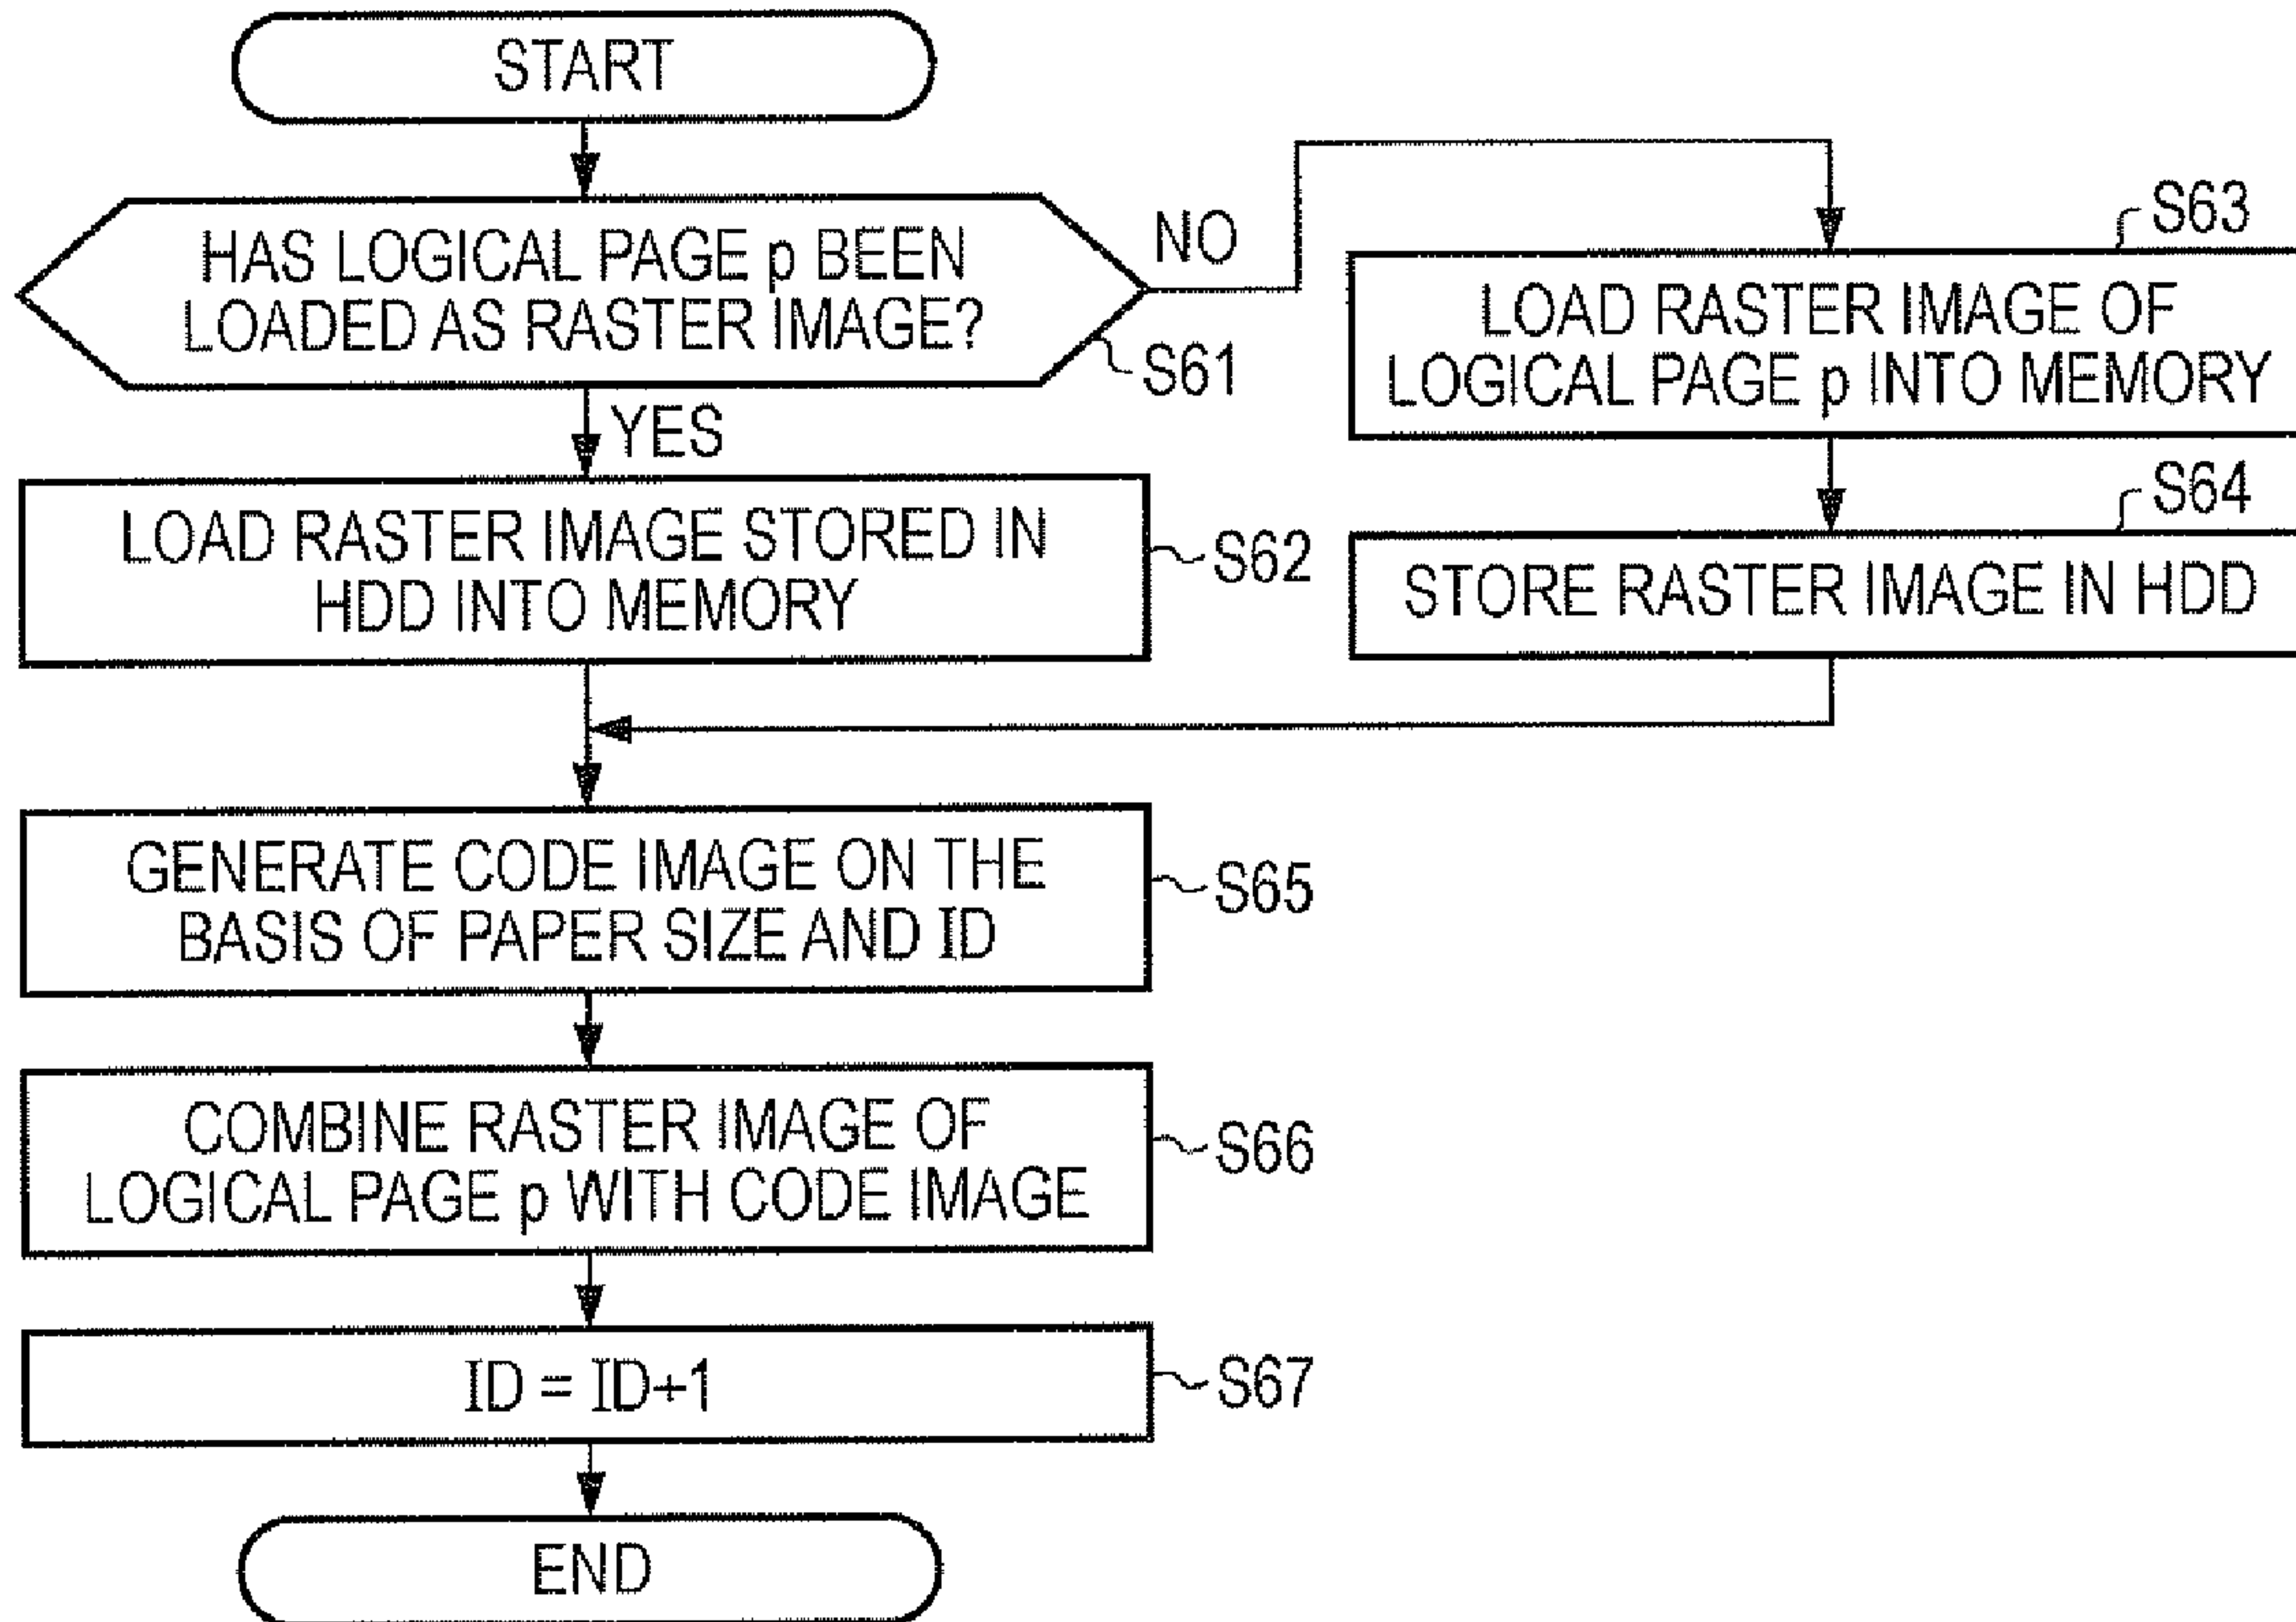 START
HAS LOGICAL PAGE p BEEN
LOADED AS RASTER IMAGE?
S61
NO
YES
S63
LOAD RASTER IMAGE OF
LOGICAL PAGE p INTO MEMORY
S64
STORE RASTER IMAGE IN HDD
LOAD RASTER IMAGE STORED IN
HDD INTO MEMORY
S62
GENERATE CODE IMAGE ON THE
BASIS OF PAPER SIZE AND ID
S65
COMBINE RASTER IMAGE OF
LOGICAL PAGE p WITH CODE IMAGE
S66
ID = ID+1
S67
END